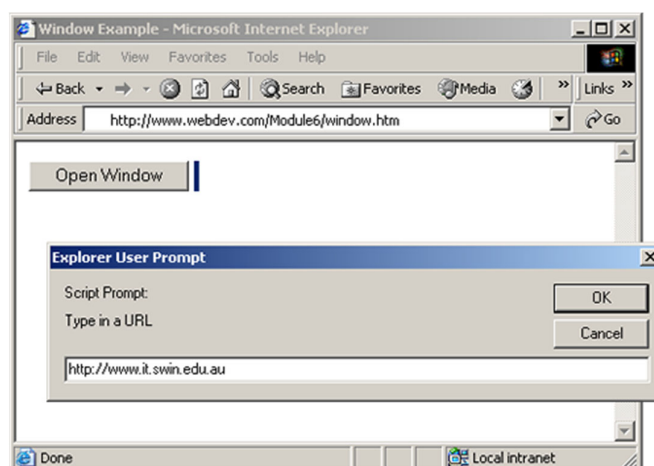 Window Example - Microsoft Internet Explorer
File Edit View Favorites Tools Help
Back Search Favorites Media » Links »
Address http://www.webdev.com/Module6/window.htm Go
Open Window
Explorer User Prompt
Script Prompt:
Type in a URL
OK
Cancel
http://www.it.swin.edu.au
Done Local intranet